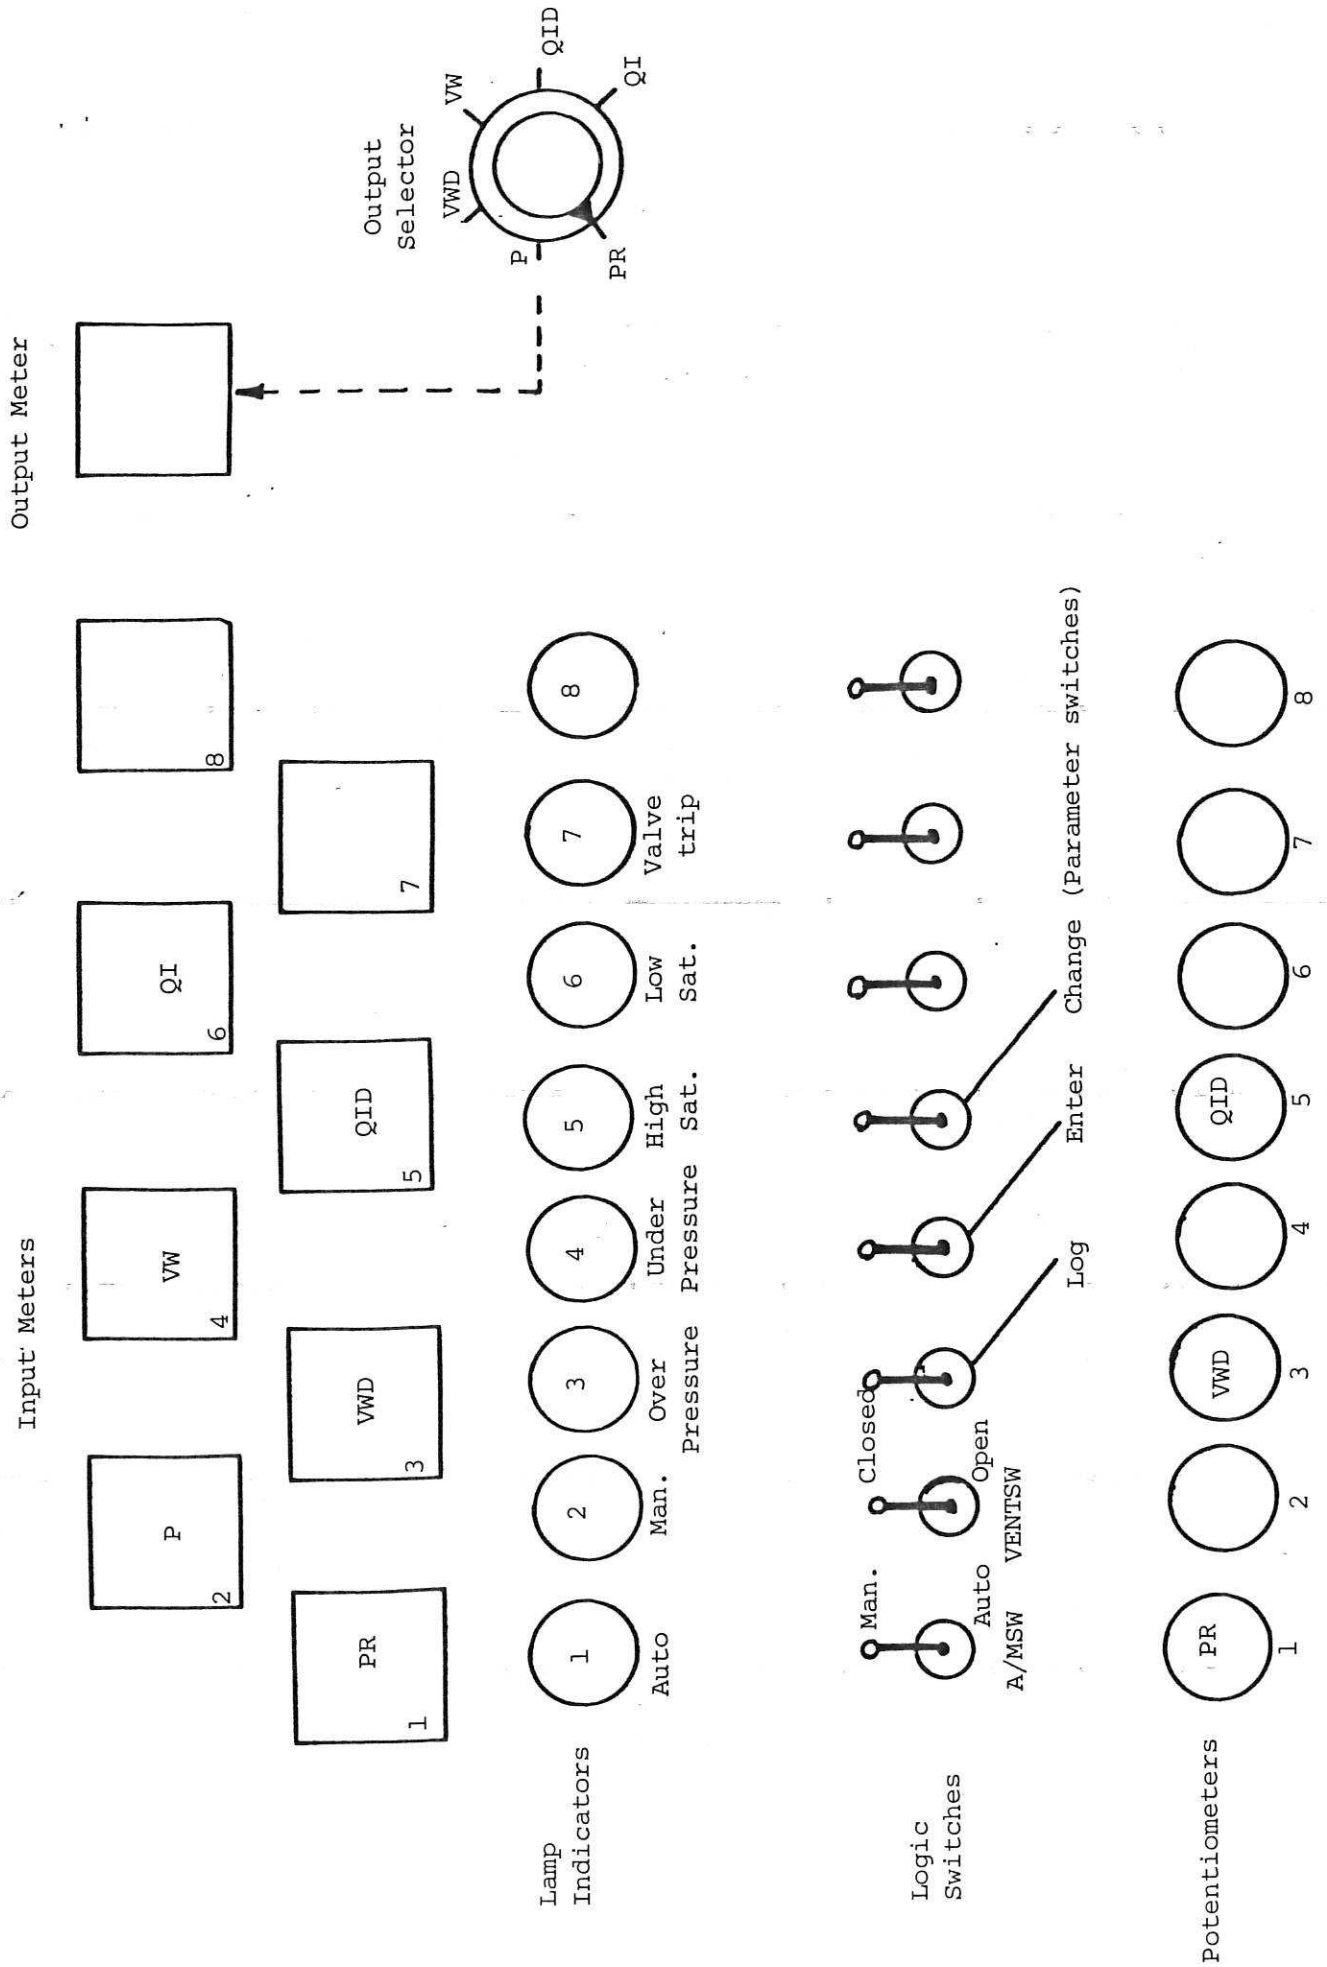 Input Meters
Output Meter
P
2
VW
4
QI
6
8
PR
1
VWD
3
QID
5
7
Output
Selector
P
VWD
VW
QID
QI
PR
Lamp
Indicators
1
2
3
4
5
6
7
8
Auto
Man.
Over
Pressure
Under
Pressure
High
Sat.
Low
Sat.
Valve
trip
Logic
Switches
Man.
Closed
Auto
Open
A/MSW
VENTSW
Log
Enter
Change (Parameter switches)
Potentiometers
PR
VWD
QID
1
2
3
4
5
6
7
8